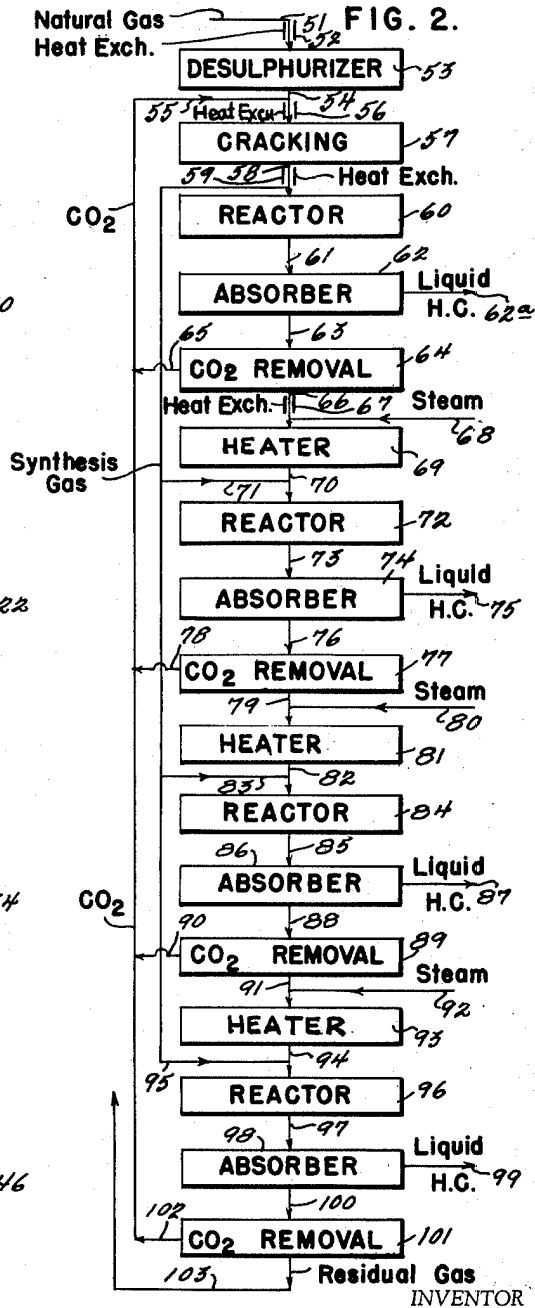 FIG. 2.
Natural Gas 51
Heat Exch. 52
DESULPHURIZER 53
54
55 Heat Exch 56
CRACKING 57
59 58 Heat Exch.
CO2
REACTOR 60
61 62
ABSORBER Liquid
H.C. 62a
0
63
65
CO2 REMOVAL 64
66
Heat Exch. 67 Steam
68
HEATER 69
Synthesis
Gas
71 70
REACTOR 72
73 74
ABSORBER Liquid
H.C. 75
22
76
78
CO2 REMOVAL 77
79 Steam
80
HEATER 81
83 82
REACTOR 84
86 85
ABSORBER Liquid
H.C. 87
4
CO2 90 88
CO2 REMOVAL 89
91 Steam
92
HEATER 93
94
95
REACTOR 96
98 97
ABSORBER Liquid
H.C. 99
46
100
102
CO2 REMOVAL 101
103 Residual Gas
INVENTOR